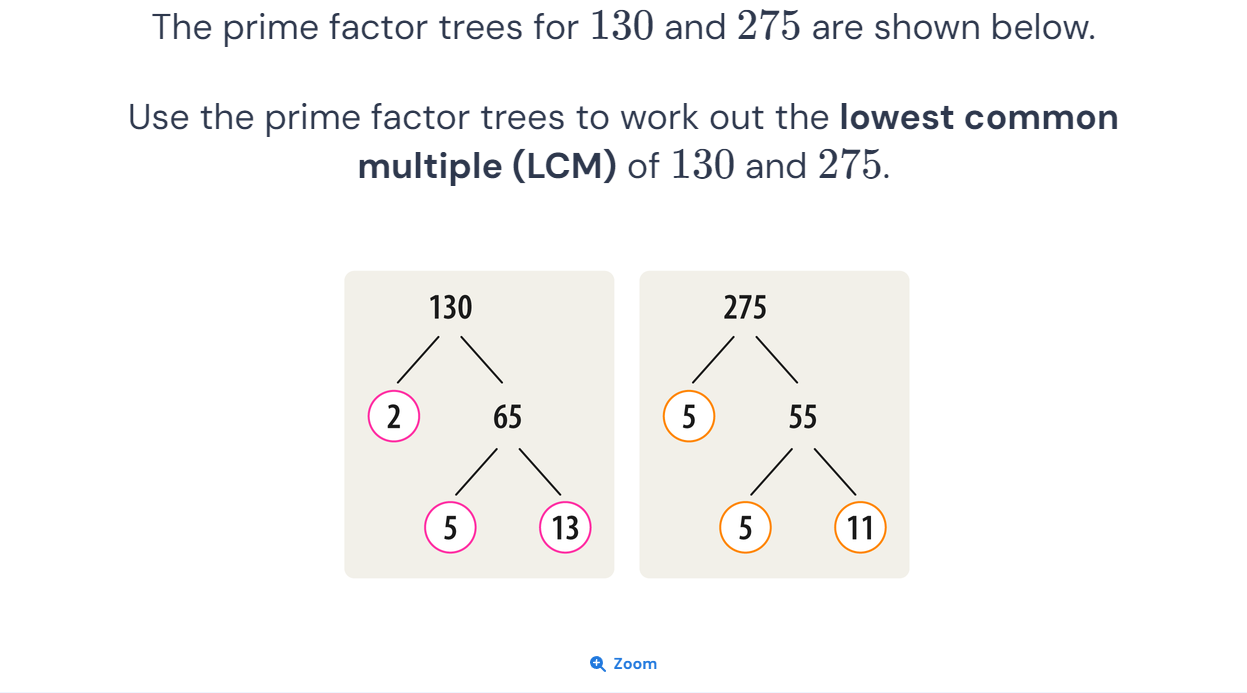 The prime factor trees for 130 and 275 are shown below.
Use the prime factor trees to work out the lowest common
multiple (LCM) of 130 and 275.
130
2 65
5 13
275
5 55
5 11
Zoom